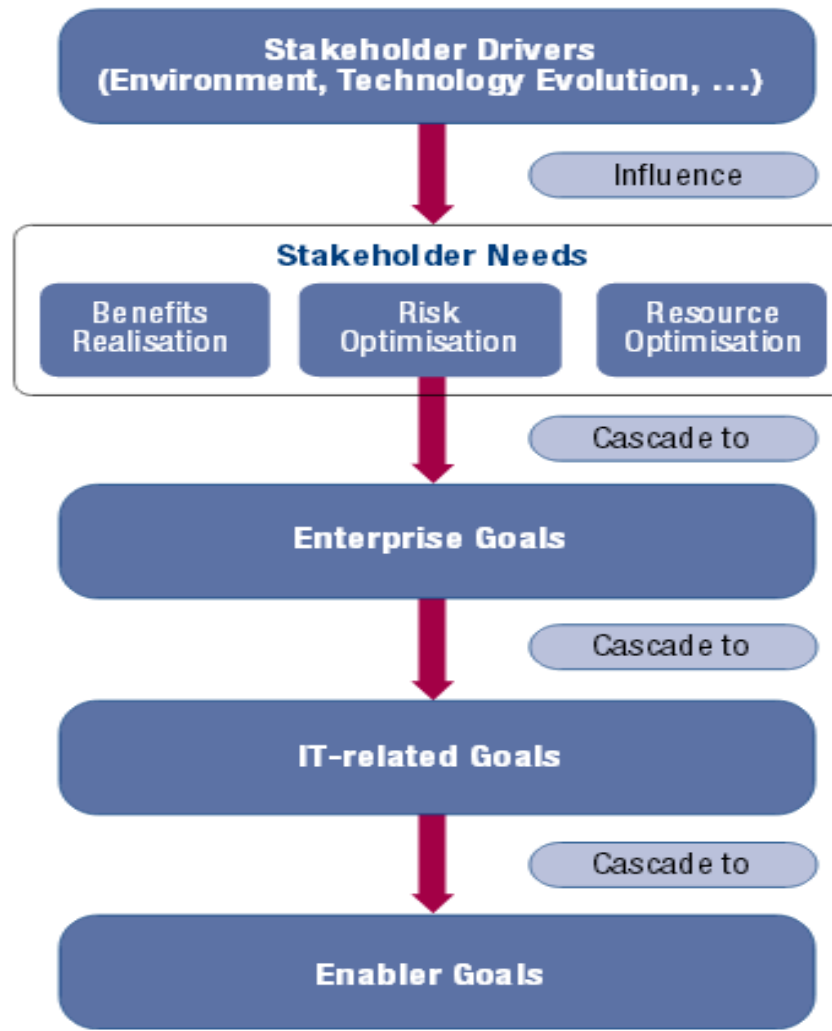 Stakeholder Drivers
(Environment, Technology Evolution, …)
Influence
Stakeholder Needs
Benefits
Realisation
Risk
Optimisation
Resource
Optimisation
Cascade to
Enterprise Goals
Cascade to
IT-related Goals
Cascade to
Enabler Goals